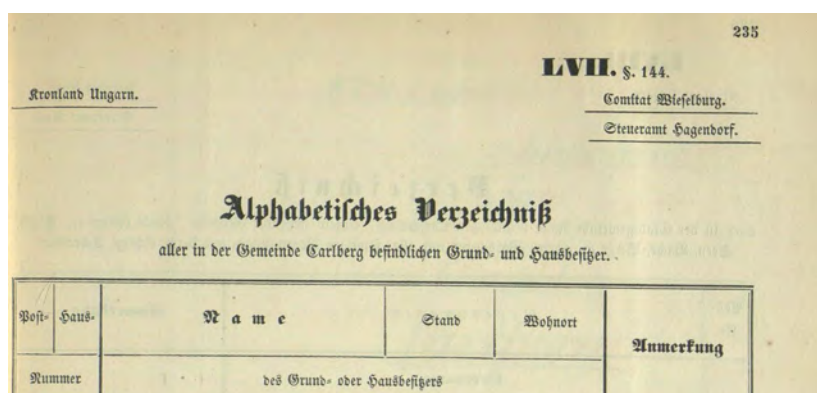 235
LVII. §. 144.
Kronland Ungarn.
Comitat Wieselburg.
Steueramt Hagendorf.
Alphabetisches Verzeichniß
aller in der Gemeinde Carlberg befindlichen Grund- und Hausbesitzer.
Post- Haus- Name Stand Wohnort Anmerkung
Nummer des Grund- oder Hausbesitzers